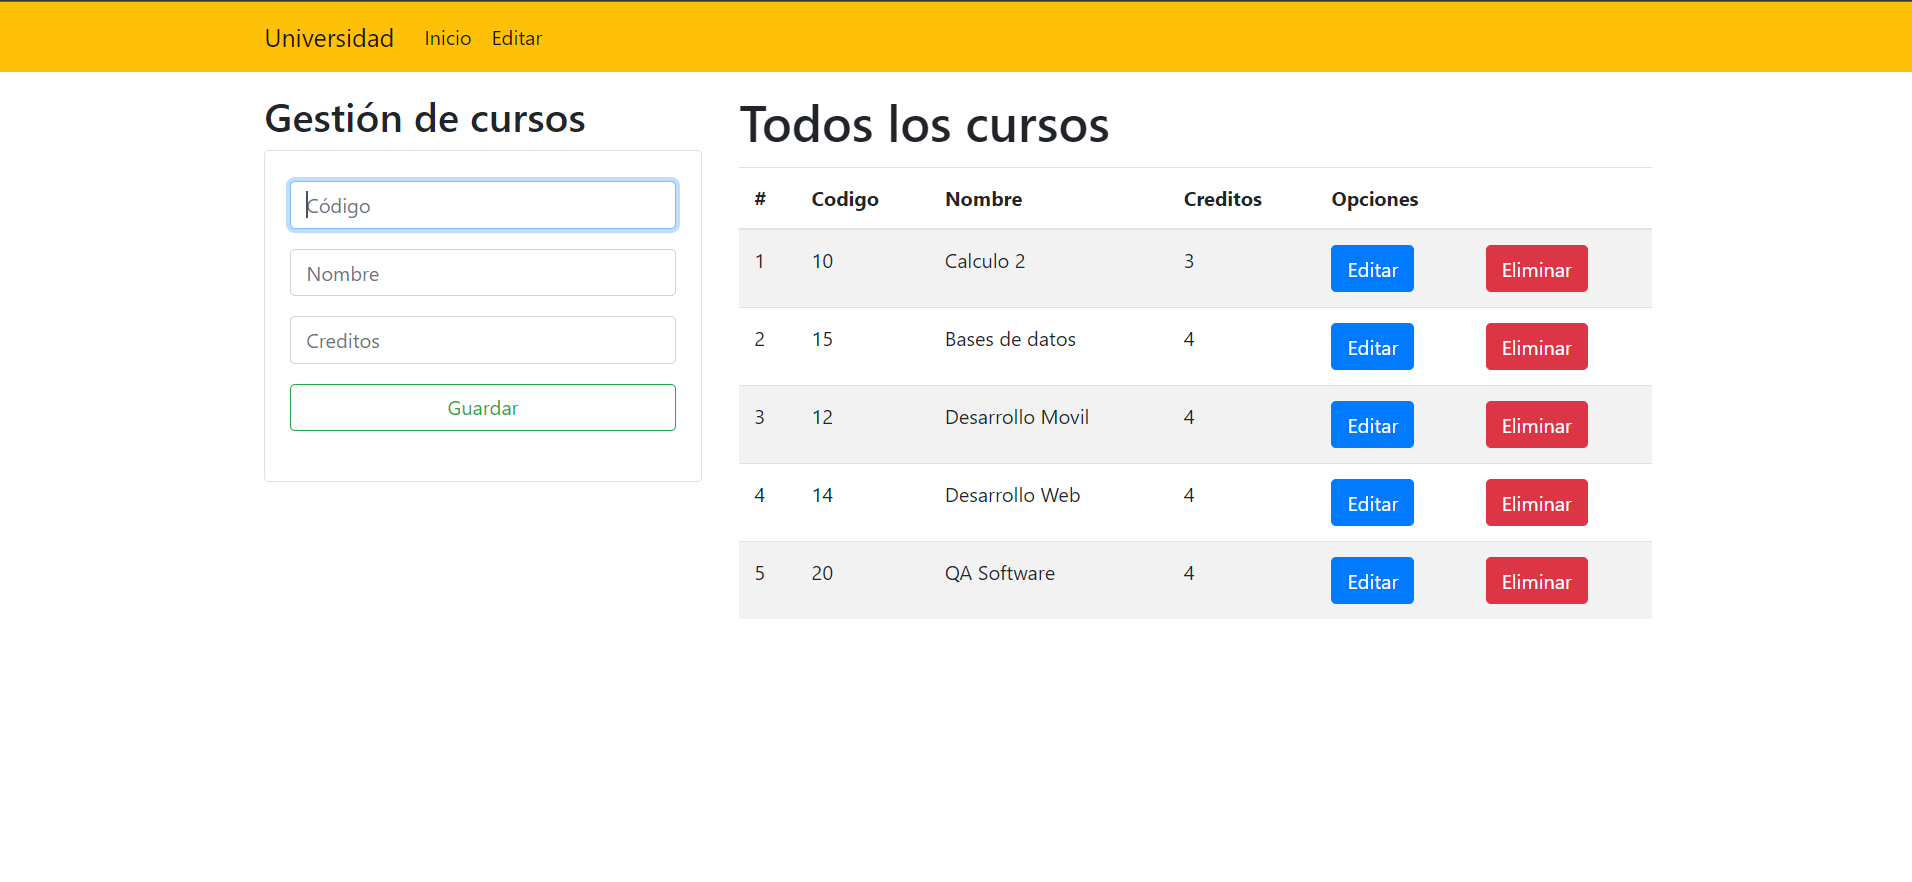 Universidad Inicio Editar
Gestión de cursos
Código
Nombre
Creditos
Guardar
Todos los cursos
# Codigo Nombre Creditos Opciones
1 10 Calculo 2 3 Editar Eliminar
2 15 Bases de datos 4 Editar Eliminar
3 12 Desarrollo Movil 4 Editar Eliminar
4 14 Desarrollo Web 4 Editar Eliminar
5 20 QA Software 4 Editar Eliminar